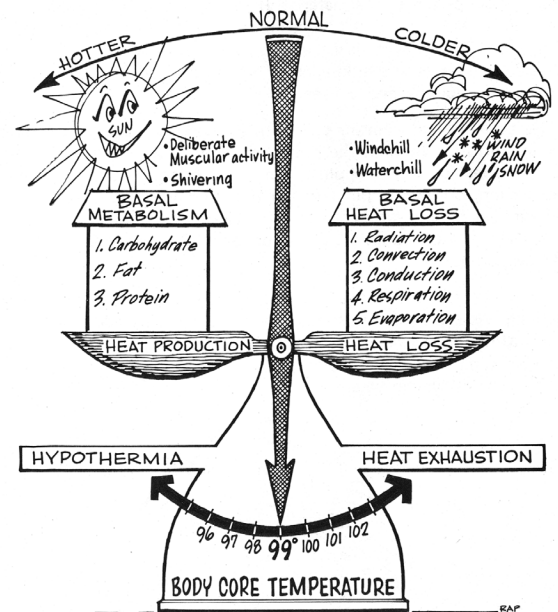 NORMAL
HOTTER
COLDER
SUN
• Deliberate
Muscular activity
• Shivering
• Windchill
• Waterchill
WIND
RAIN
SNOW
BASAL
METABOLISM
1. Carbohydrate
2. Fat
3. Protein
BASAL
HEAT LOSS
1. Radiation
2. Convection
3. Conduction
4. Respiration
5. Evaporation
HEAT PRODUCTION
HEAT LOSS
HYPOTHERMIA
HEAT EXHAUSTION
96 97 98 99° 100 101 102
BODY CORE TEMPERATURE
RAP